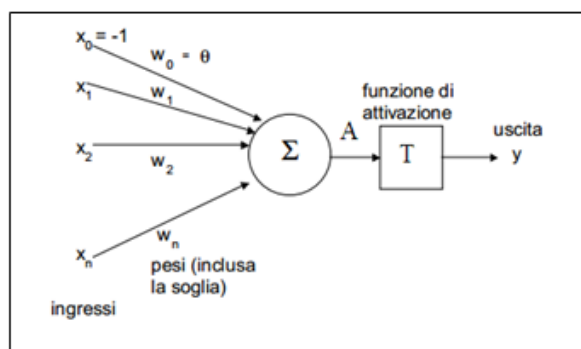 x0 = -1
w0 = θ
x1
w1
funzione di
attivazione
x2
w2
Σ
A
T
uscita
y
xn
wn
pesi (inclusa
la soglia)
ingressi